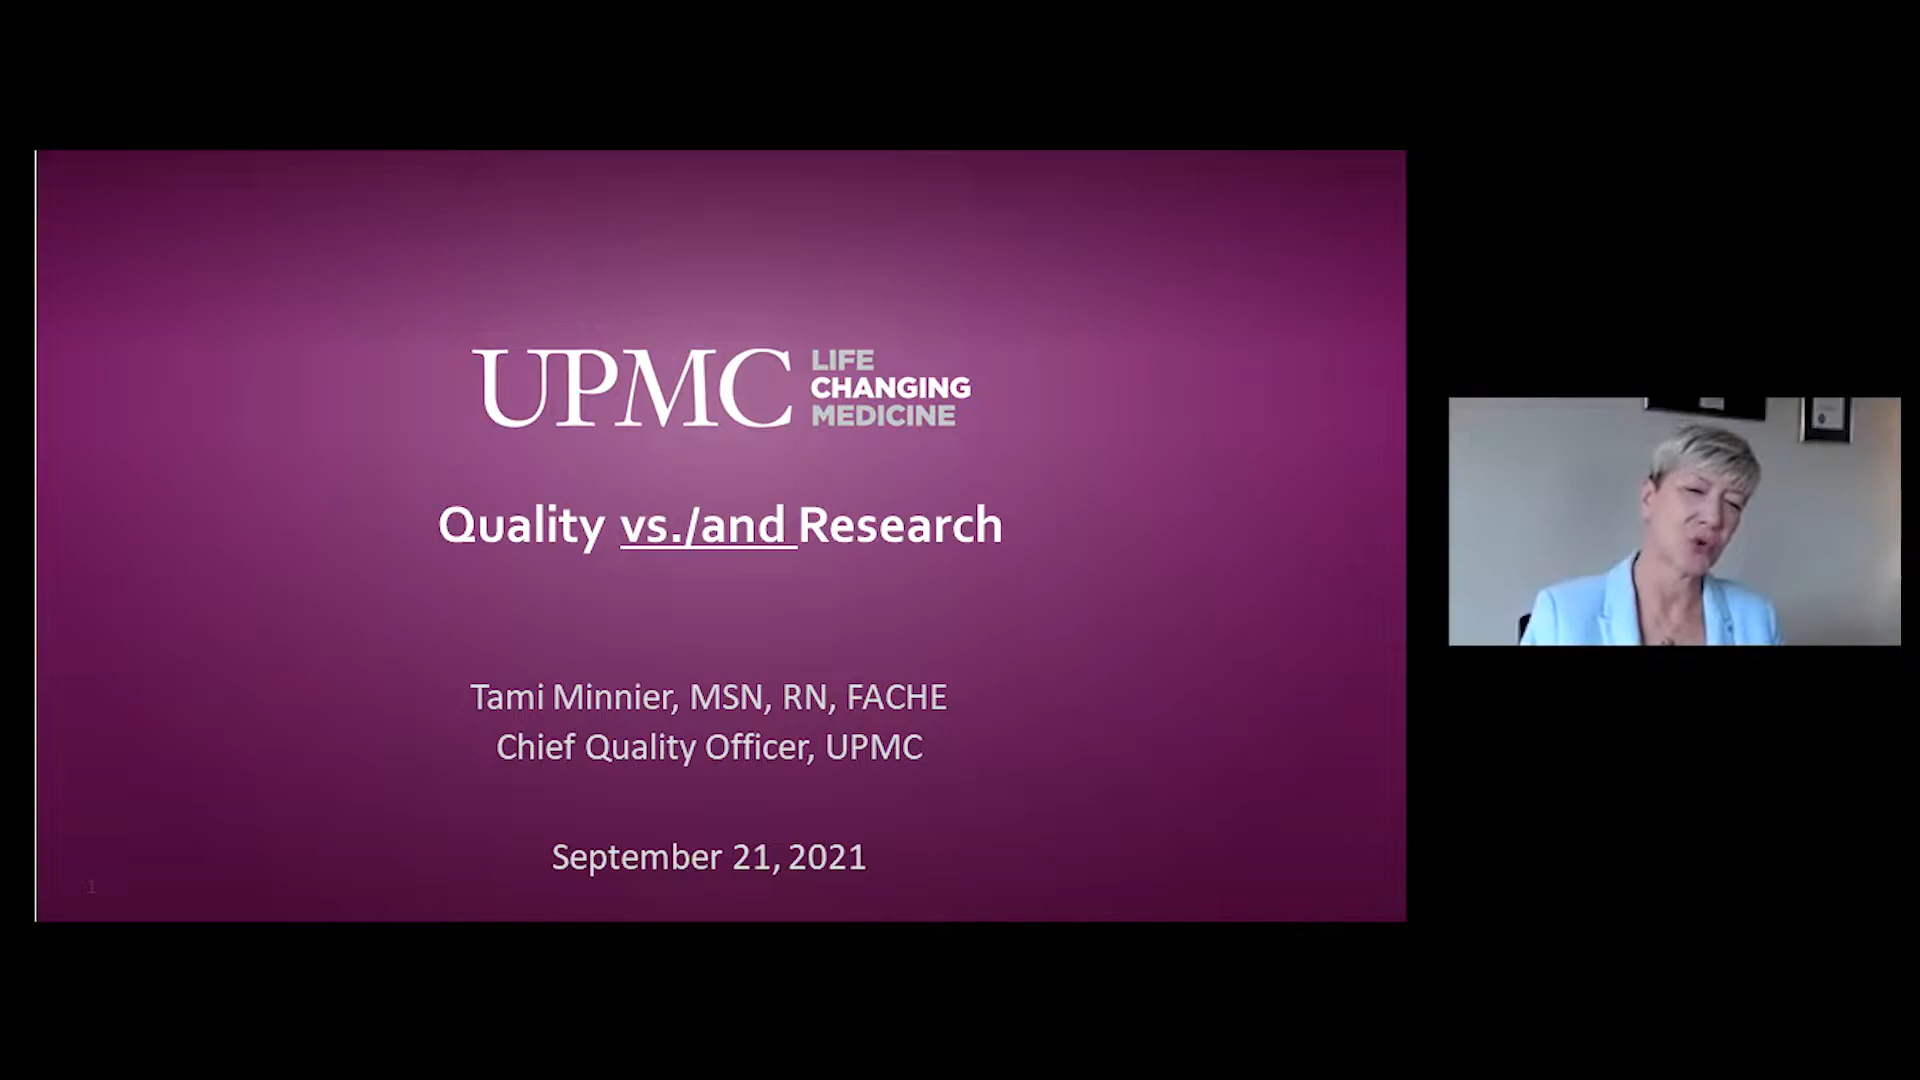 UPMC
LIFE
CHANGING
MEDICINE
Quality vs./and Research
Tami Minnier, MSN, RN, FACHE
Chief Quality Officer, UPMC
September 21, 2021
1